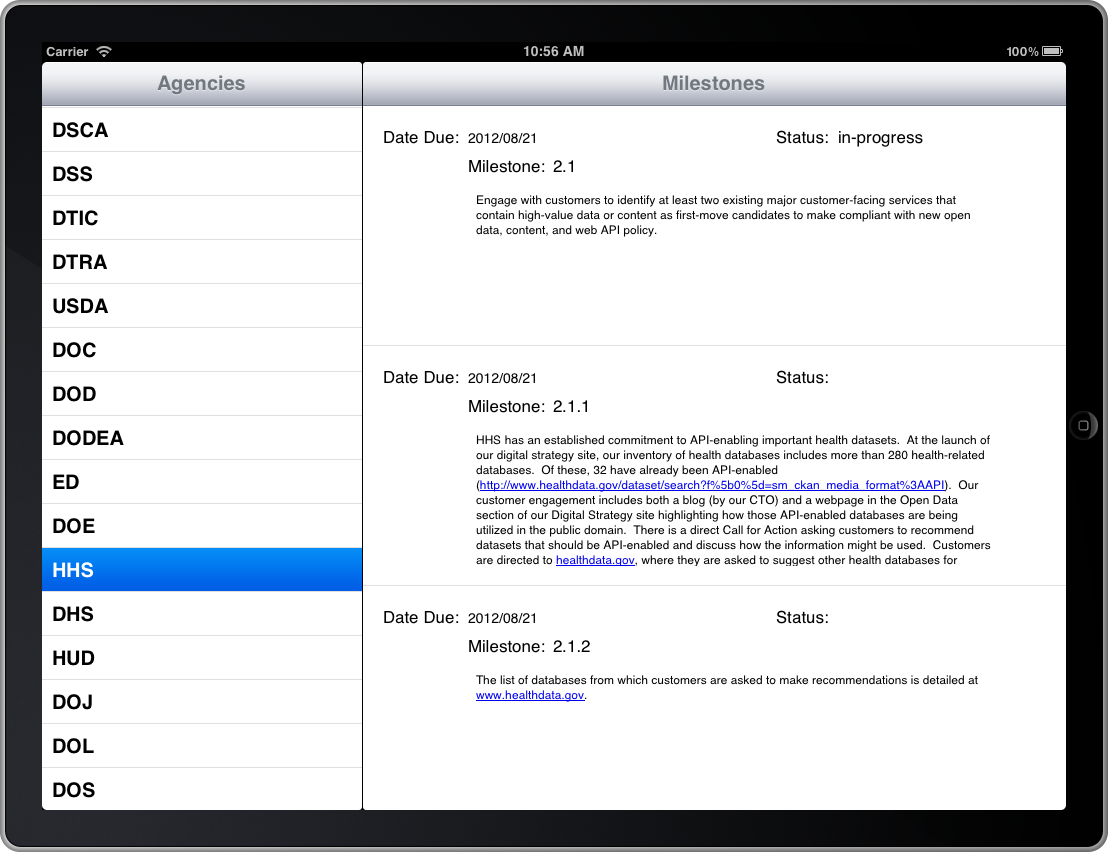 Carrier 10:56 AM 100%
Agencies
DSCA
DSS
DTIC
DTRA
USDA
DOC
DOD
DODEA
ED
DOE
HHS
DHS
HUD
DOJ
DOL
DOS
Milestones
Date Due: 2012/08/21 Status: in-progress
Milestone: 2.1
Engage with customers to identify at least two existing major customer-facing services that
contain high-value data or content as first-move candidates to make compliant with new open
data, content, and web API policy.
Date Due: 2012/08/21 Status:
Milestone: 2.1.1
HHS has an established commitment to API-enabling important health datasets.  At the launch of
our digital strategy site, our inventory of health databases includes more than 280 health-related
databases.  Of these, 32 have already been API-enabled
(http://www.healthdata.gov/dataset/search?f%5b0%5d=sm_ckan_media_format%3AAPI).  Our
customer engagement includes both a blog (by our CTO) and a webpage in the Open Data
section of our Digital Strategy site highlighting how those API-enabled databases are being
utilized in the public domain.  There is a direct Call for Action asking customers to recommend
datasets that should be API-enabled and discuss how the information might be used.  Customers
are directed to healthdata.gov, where they are asked to suggest other health databases for
Date Due: 2012/08/21 Status:
Milestone: 2.1.2
The list of databases from which customers are asked to make recommendations is detailed at
www.healthdata.gov.